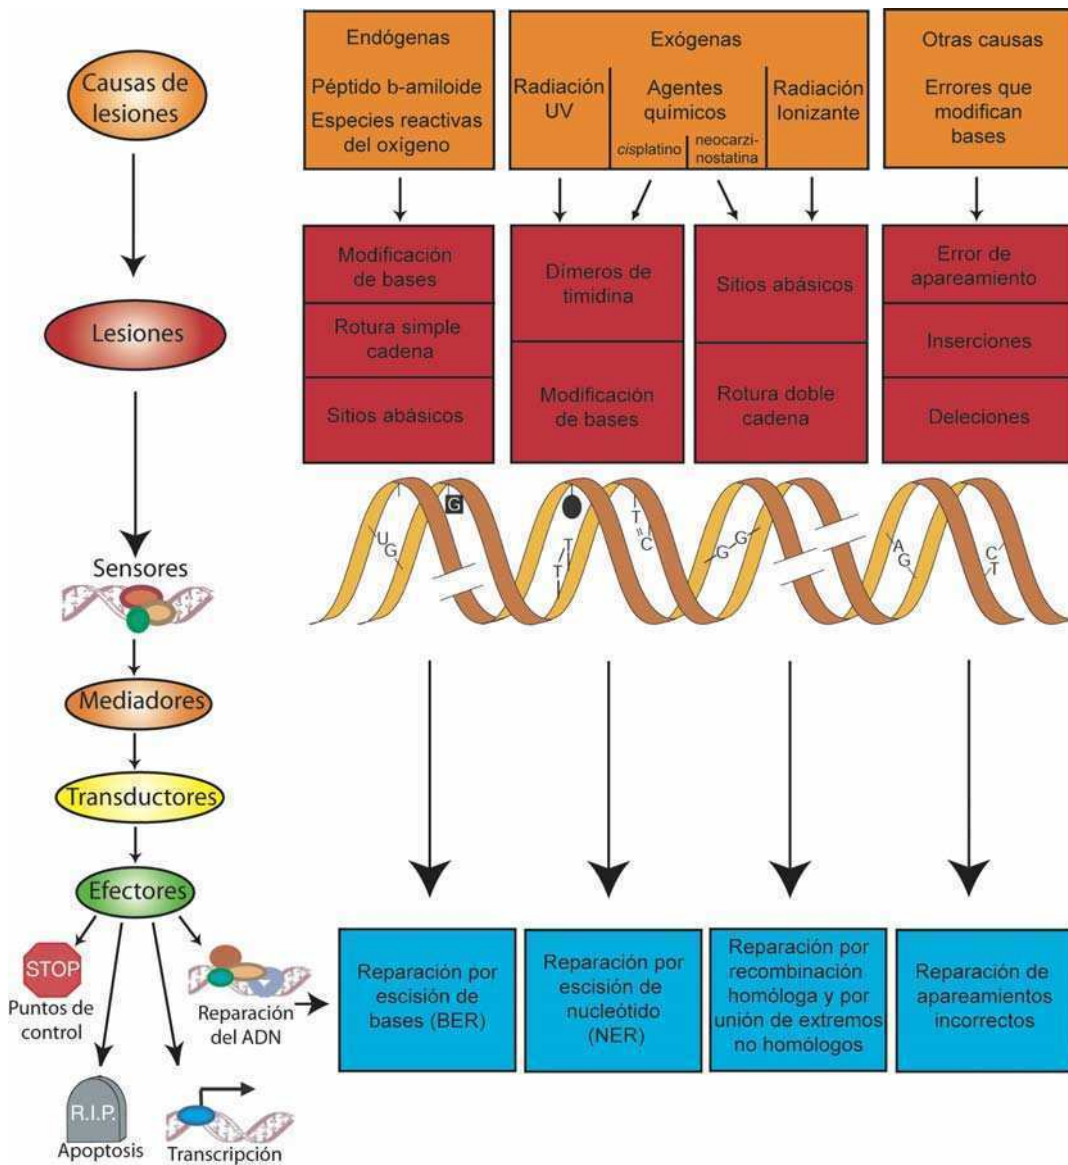 Causas de
lesiones
Lesiones
Sensores
Mediadores
Transductores
Efectores
STOP
Puntos de
control
Reparación
del ADN
R.I.P.
Apoptosis
Transcripción
Endógenas
Péptido b-amiloide
Especies reactivas
del oxígeno
Exógenas
Radiación
UV
Agentes
químicos
cisplatino
neocarzi-
nostatina
Radiación
Ionizante
Otras causas
Errores que
modifican
bases
Modificación
de bases
Rotura simple
cadena
Sitios abásicos
Dímeros de
timidina
Modificación
de bases
Sitios abásicos
Rotura doble
cadena
Error de
apareamiento
Inserciones
Deleciones
U
G
G
T
T
T
C
G
G
A
G
C
T
Reparación por
escisión de
bases (BER)
Reparación por
escisión de
nucleótido
(NER)
Reparación por
recombinación
homóloga y por
unión de extremos
no homólogos
Reparación de
apareamientos
incorrectos